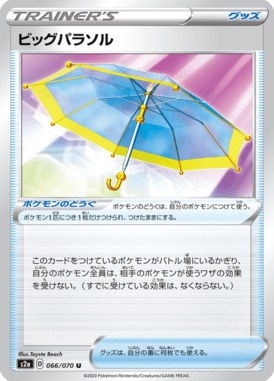 TRAINER'S グッズ
ビッグパラソル
ポケモンのどうぐ
ポケモンのどうぐは、自分のポケモンにつけて使う。
ポケモン1匹につき1枚だけつけられ、つけたままにする。
このカードをつけているポケモンがバトル場にいるかぎり、
自分のポケモン全員は、相手のポケモンが使うワザの効果
を受けない。（すでに受けている効果は、なくならない。）
Illus.Toyste Beach
s2a D 066/070 U
グッズは、自分の番に何枚でも使える。
©2020 Pokémon/Nintendo/Creatures/GAME FREAK.